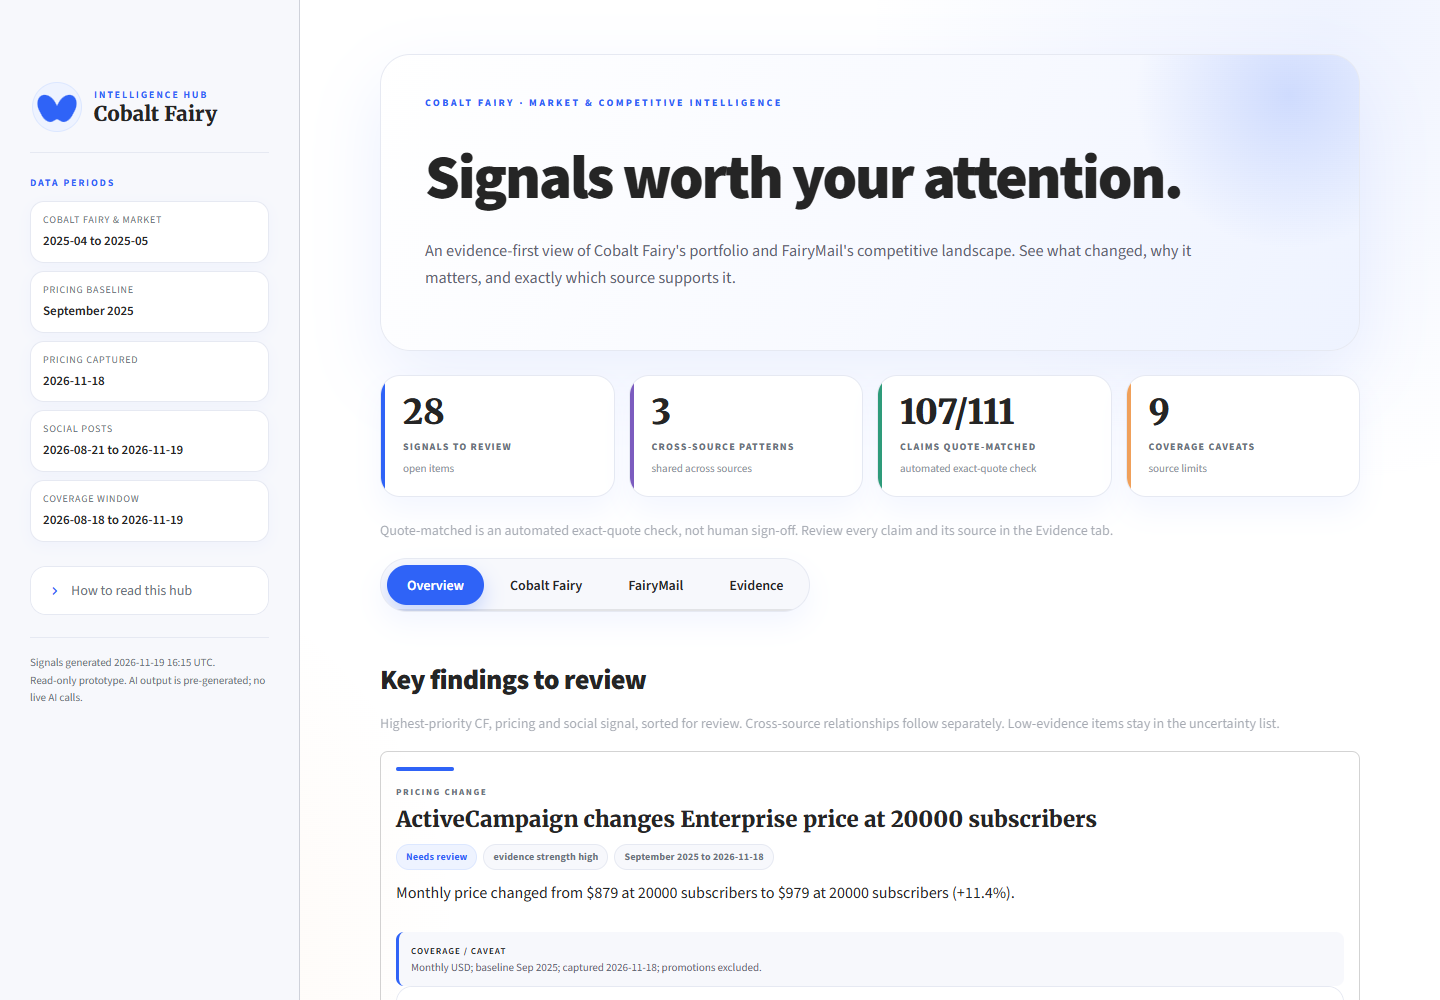 INTELLIGENCE HUB
Cobalt Fairy
DATA PERIODS
COBALT FAIRY & MARKET
2025-04 to 2025-05
PRICING BASELINE
September 2025
PRICING CAPTURED
2026-11-18
SOCIAL POSTS
2026-08-21 to 2026-11-19
COVERAGE WINDOW
2026-08-18 to 2026-11-19
How to read this hub
Signals generated 2026-11-19 16:15 UTC.
Read-only prototype. AI output is pre-generated; no
live AI calls.
COBALT FAIRY · MARKET & COMPETITIVE INTELLIGENCE
Signals worth your attention.
An evidence-first view of Cobalt Fairy's portfolio and FairyMail's competitive landscape. See what changed, why it
matters, and exactly which source supports it.
28
SIGNALS TO REVIEW
open items
3
CROSS-SOURCE PATTERNS
shared across sources
107/111
CLAIMS QUOTE-MATCHED
automated exact-quote check
9
COVERAGE CAVEATS
source limits
Quote-matched is an automated exact-quote check, not human sign-off. Review every claim and its source in the Evidence tab.
Overview Cobalt Fairy FairyMail Evidence
Key findings to review
Highest-priority CF, pricing and social signal, sorted for review. Cross-source relationships follow separately. Low-evidence items stay in the uncertainty list.
PRICING CHANGE
ActiveCampaign changes Enterprise price at 20000 subscribers
Needs review evidence strength high September 2025 to 2026-11-18
Monthly price changed from $879 at 20000 subscribers to $979 at 20000 subscribers (+11.4%).
COVERAGE / CAVEAT
Monthly USD; baseline Sep 2025; captured 2026-11-18; promotions excluded.